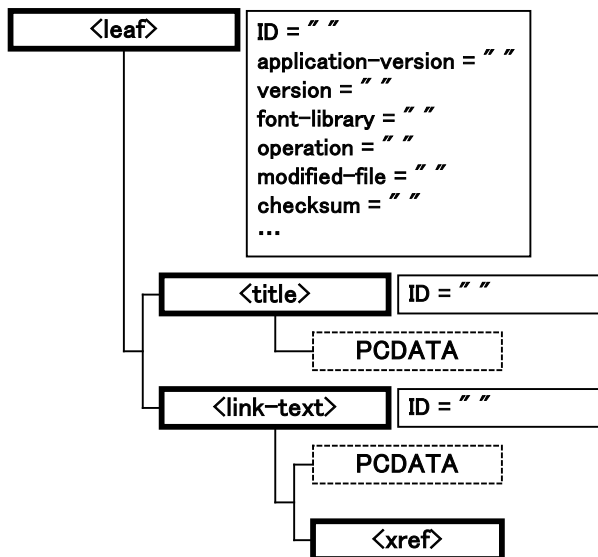 <leaf>
ID = " "
application-version = " "
version = " "
font-library = " "
operation = " "
modified-file = " "
checksum = " "
...
<title>
ID = " "
PCDATA
<link-text>
ID = " "
PCDATA
<xref>